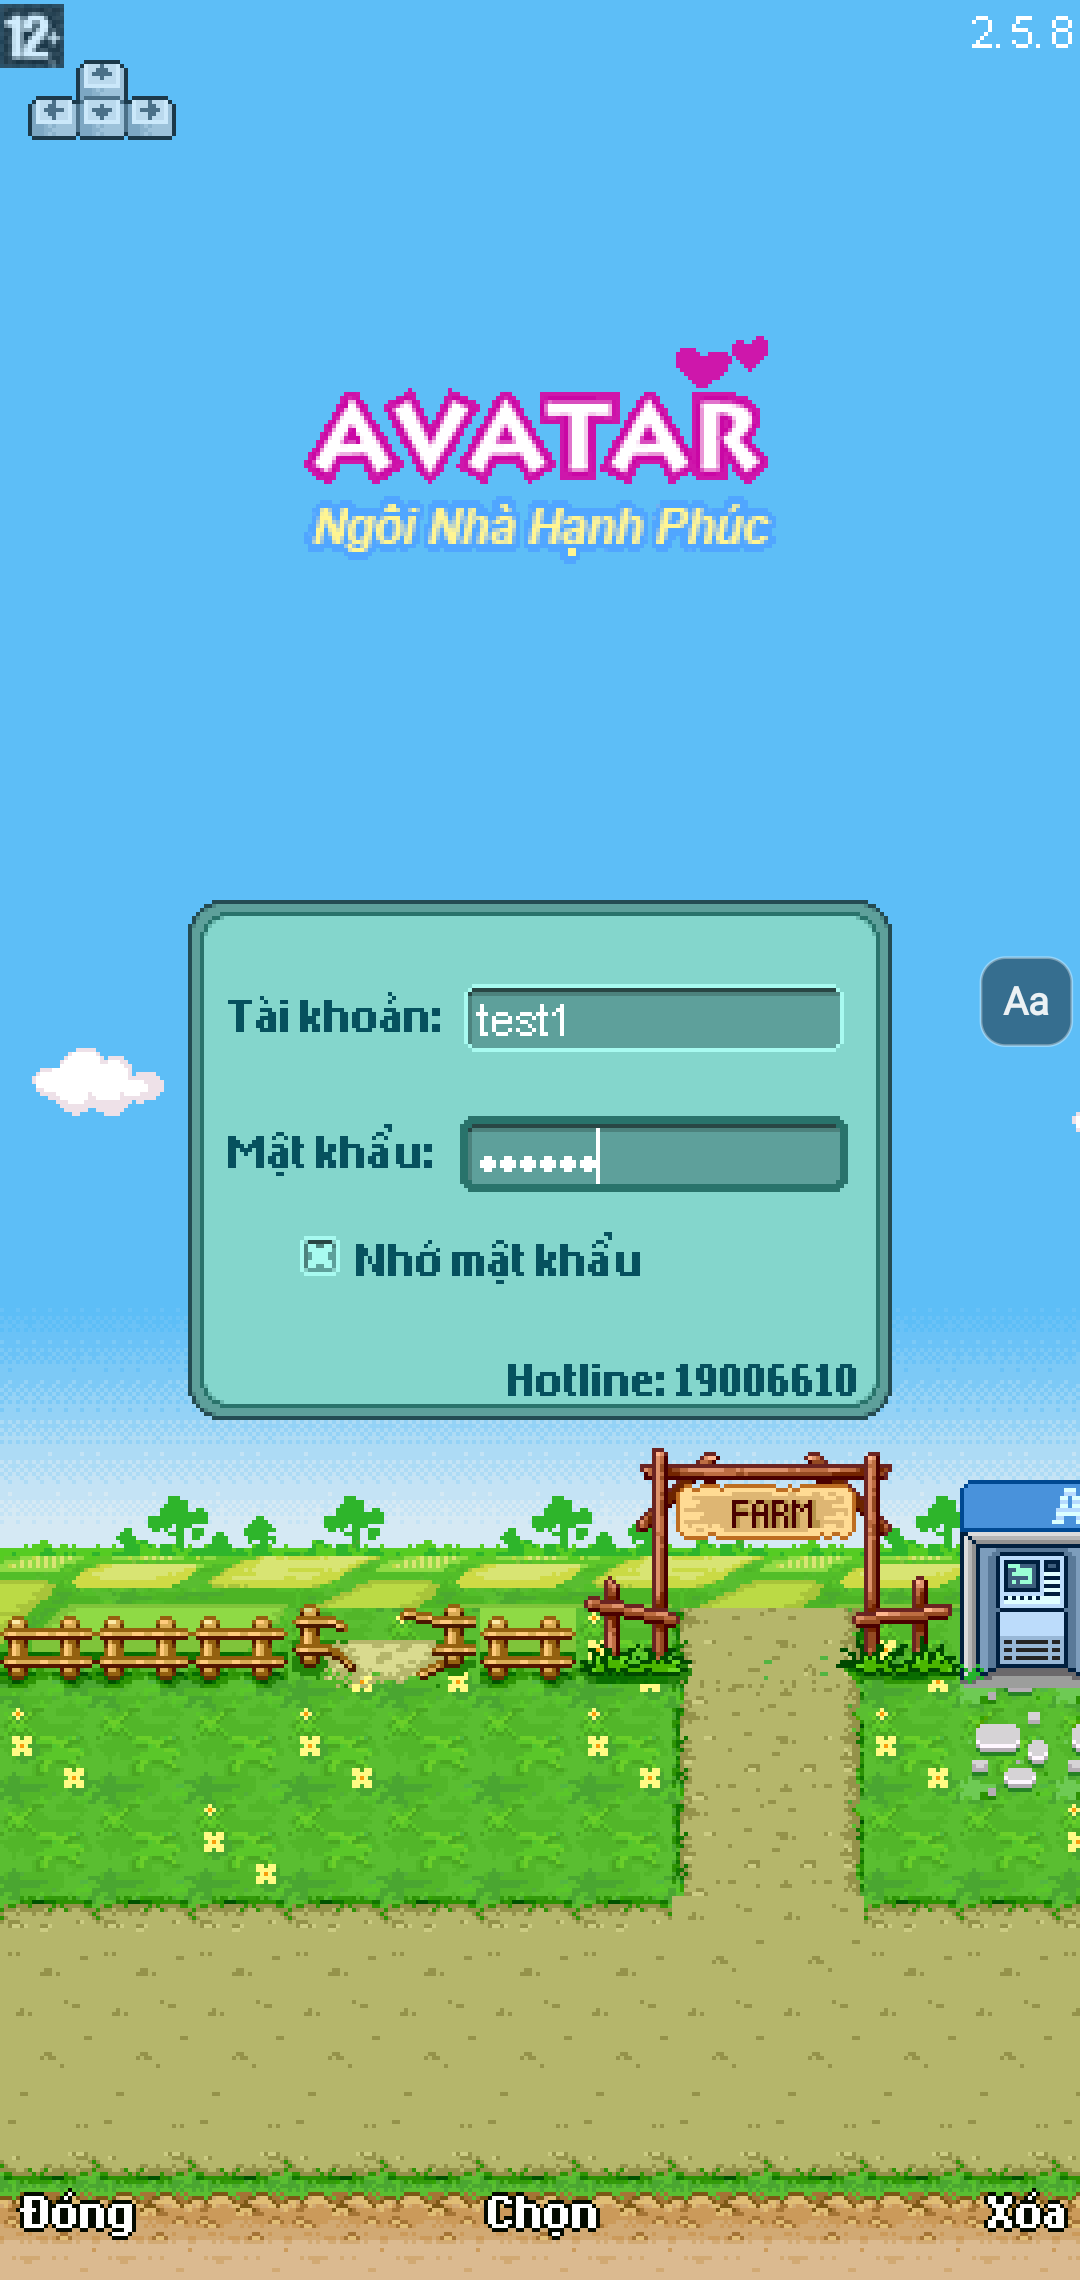 12+
2.5.8
AVATAR
Ngôi Nhà Hạnh Phúc
Tài khoản: test1
Aa
Mật khẩu: ••••••
Nhớ mật khẩu
Hotline: 19006610
FARM
Đóng Chọn Xóa